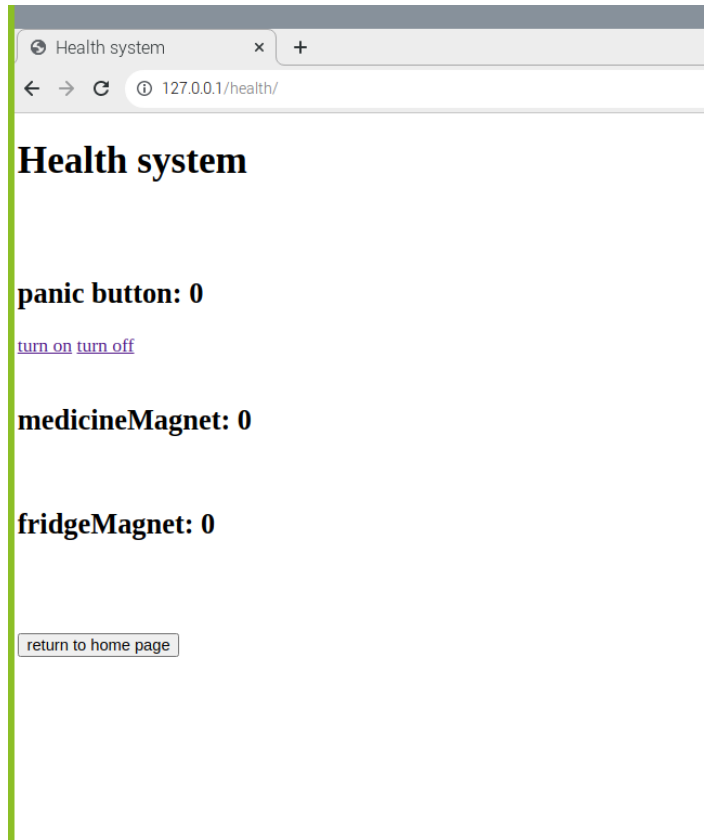 Health system
127.0.0.1/health/
Health system
panic button: 0
turn on turn off
medicineMagnet: 0
fridgeMagnet: 0
return to home page